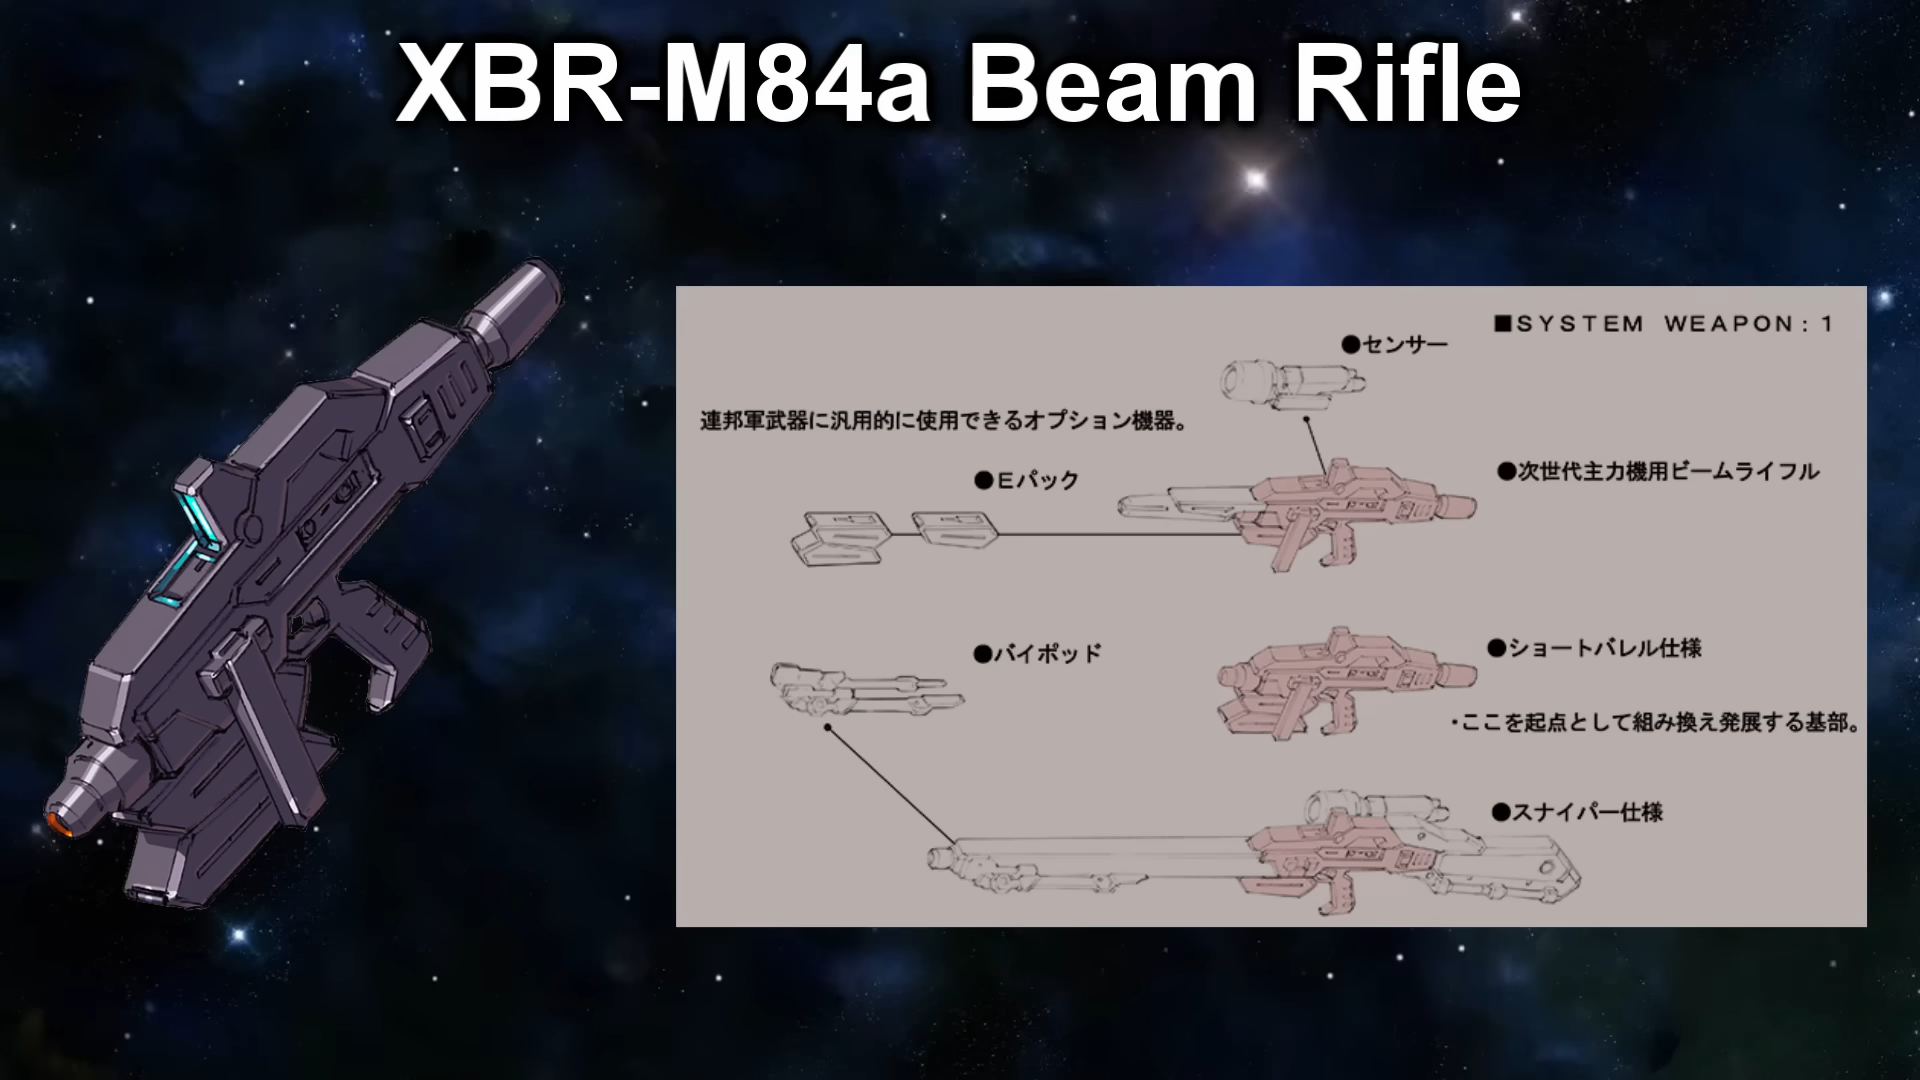 XBR-M84a Beam Rifle
■SYSTEM WEAPON:1
●センサー
連邦軍武器に汎用的に使用できるオプション機器。
●Eパック
●次世代主力機用ビームライフル
●バイポッド
●ショートバレル仕様
・ここを起点として組み換え発展する基部。
●スナイパー仕様